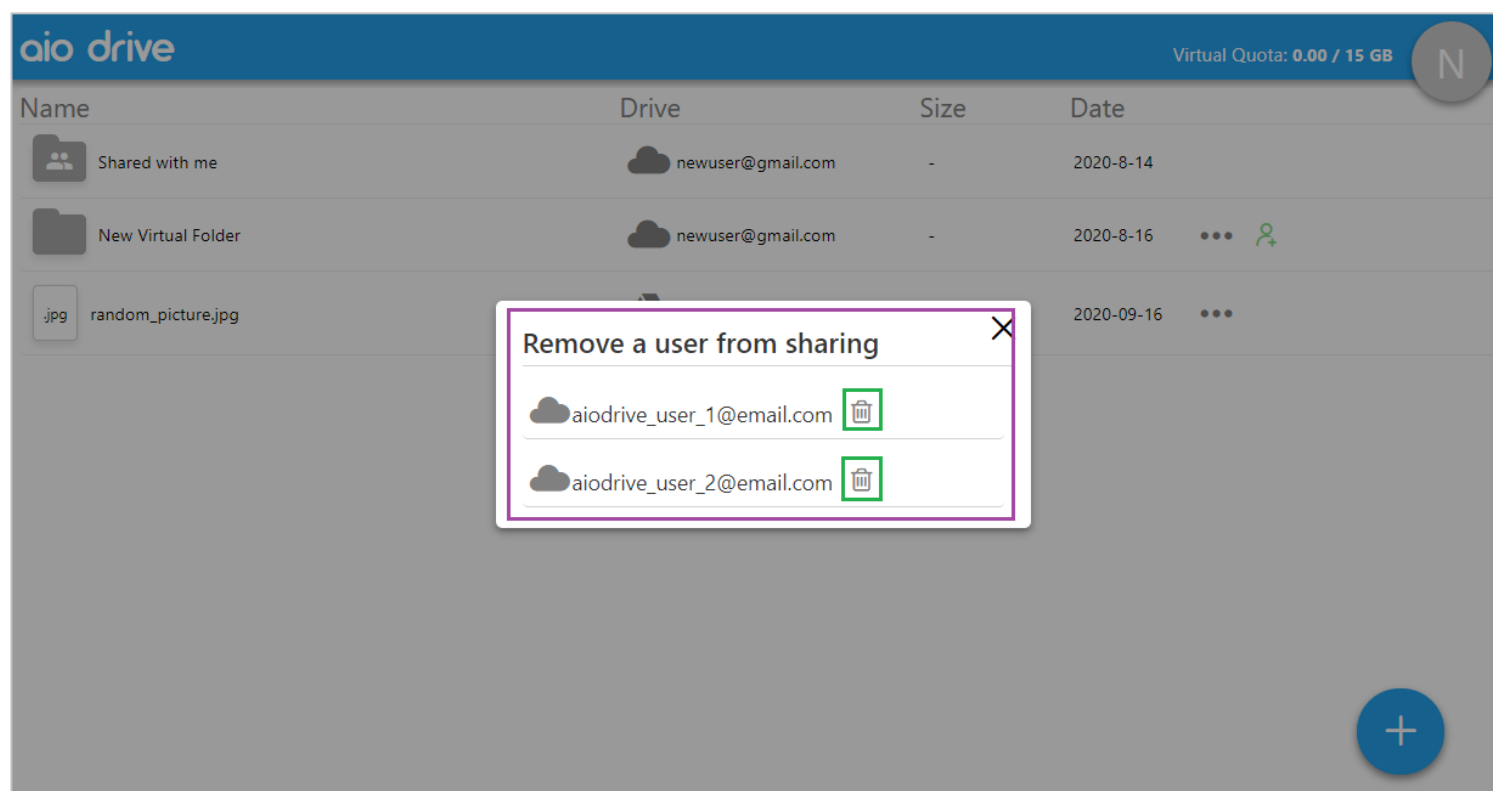 aio drive
Virtual Quota: 0.00 / 15 GB
N
Name Drive Size Date
Shared with me newuser@gmail.com - 2020-8-14
New Virtual Folder newuser@gmail.com - 2020-8-16
.jpg random_picture.jpg 2020-09-16
Remove a user from sharing
aiodrive_user_1@email.com
aiodrive_user_2@email.com